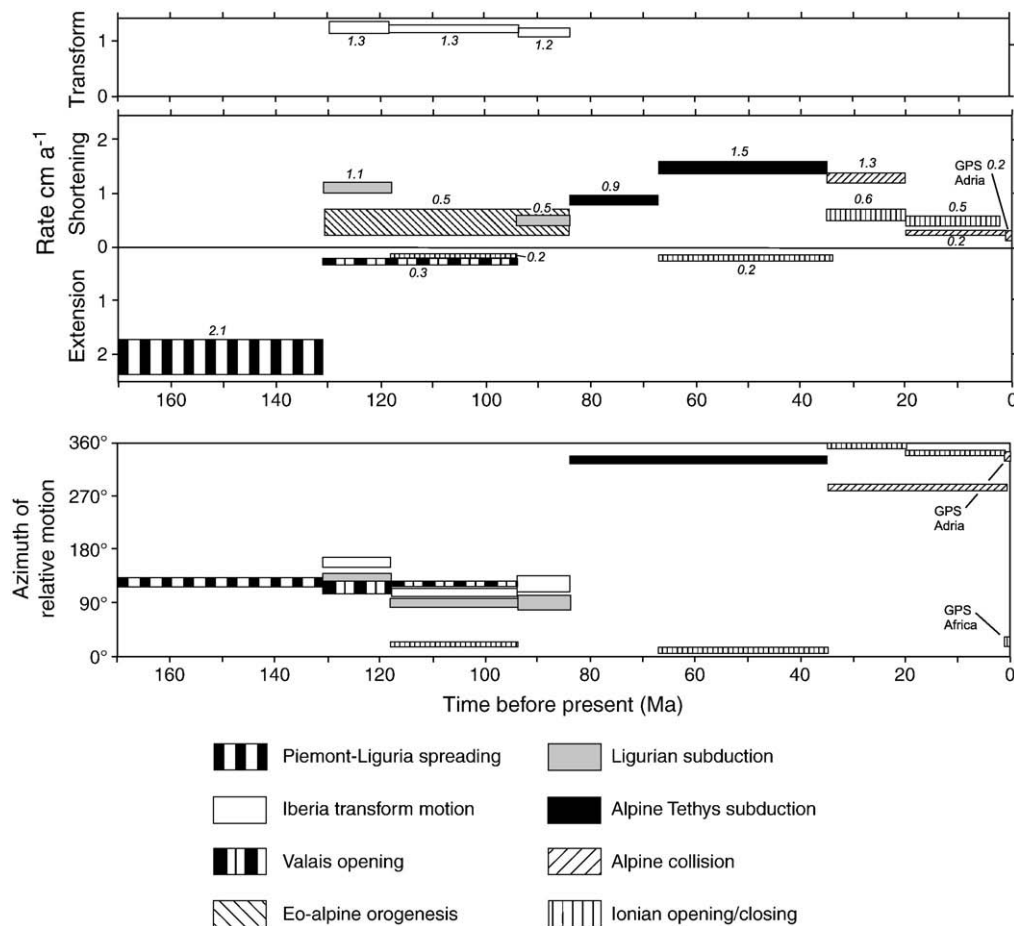 Transform
1
0
1.3
1.3
1.2
Rate cm a⁻¹
Shortening
Extension
2
1
0
1
2
1.1
0.5
0.5
0.9
1.5
1.3
0.6
0.5
0.2
GPS 0.2
Adria
0.3
0.2
0.2
2.1
160 140 120 100 80 60 40 20 0
Azimuth of
relative motion
360°
270°
180°
90°
0°
GPS
Adria
GPS
Africa
160 140 120 100 80 60 40 20 0
Time before present (Ma)
Piemont-Liguria spreading
Ligurian subduction
Iberia transform motion
Alpine Tethys subduction
Valais opening
Alpine collision
Eo-alpine orogenesis
Ionian opening/closing